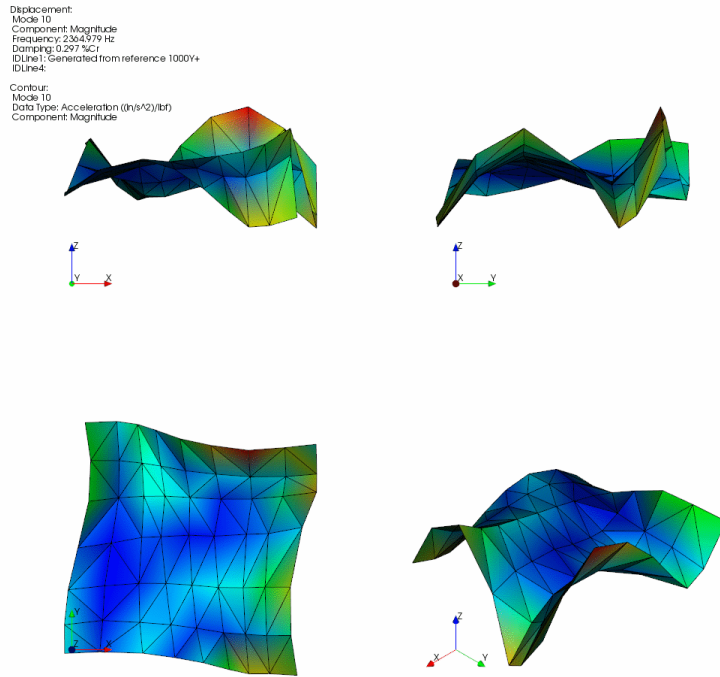 Displacement:
Mode 10
Component: Magnitude
Frequency: 2364.979 Hz
Damping: 0.297 %Cr
IDLine1: Generated from reference 1000Y+
IDLine4:
Contour:
Mode 10
Data Type: Acceleration ((in/s^2)/lbf)
Component: Magnitude
Z
Y X
Z
X Y
Y
Z X
Z
X Y